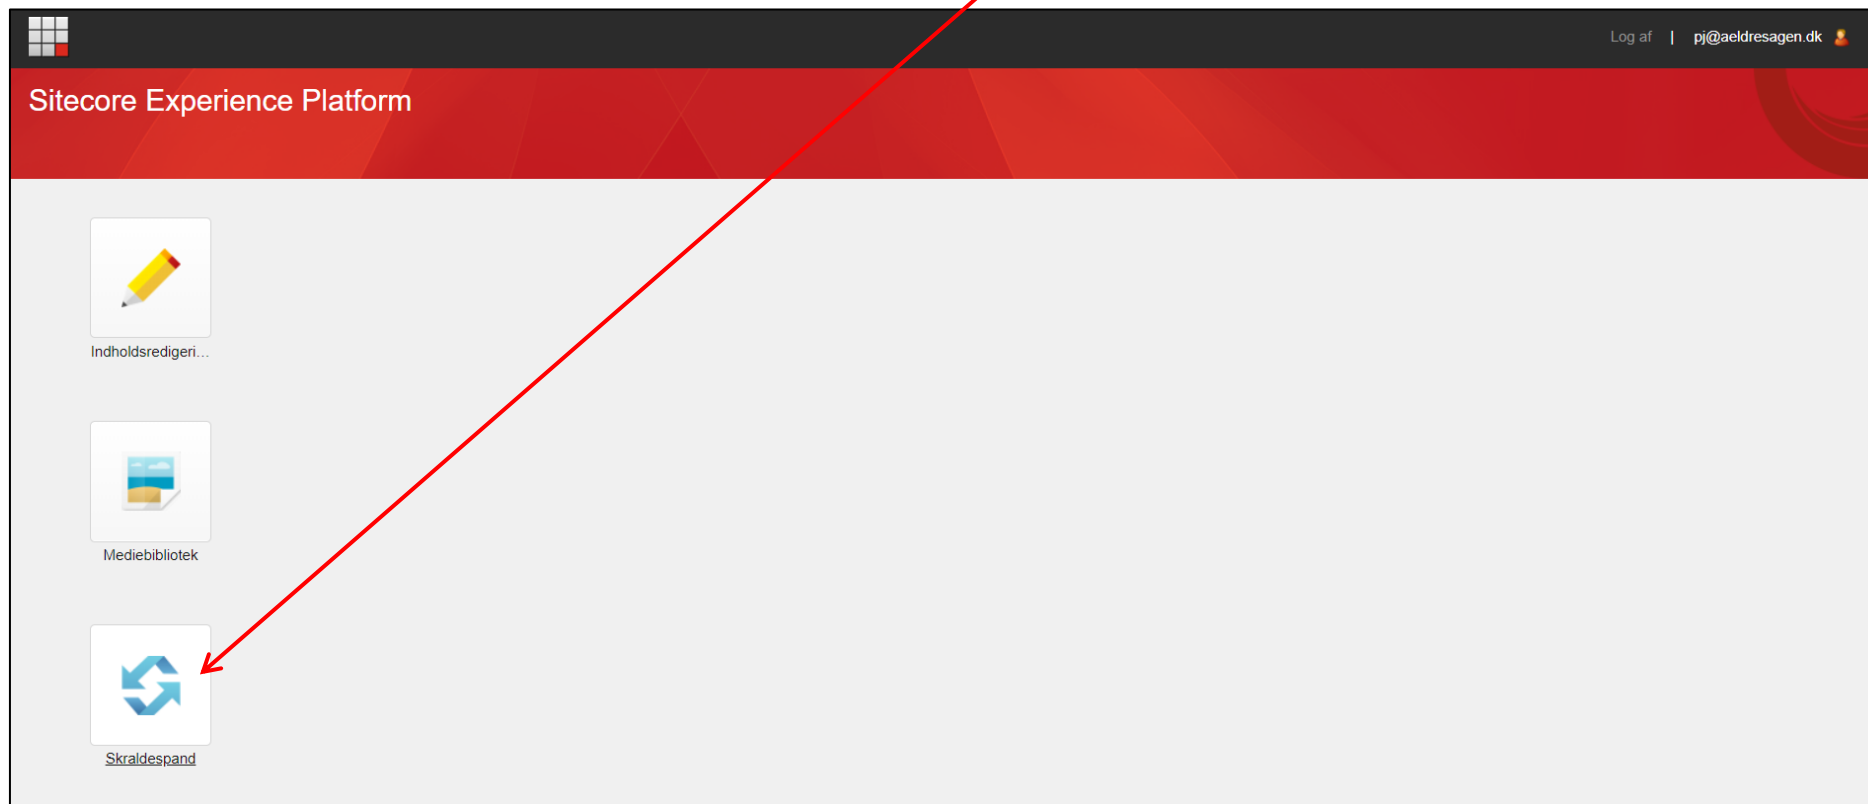 Log af | pj@aeldresagen.dk
Sitecore Experience Platform
Indholdsredigeri...
Mediebibliotek
Skraldespand